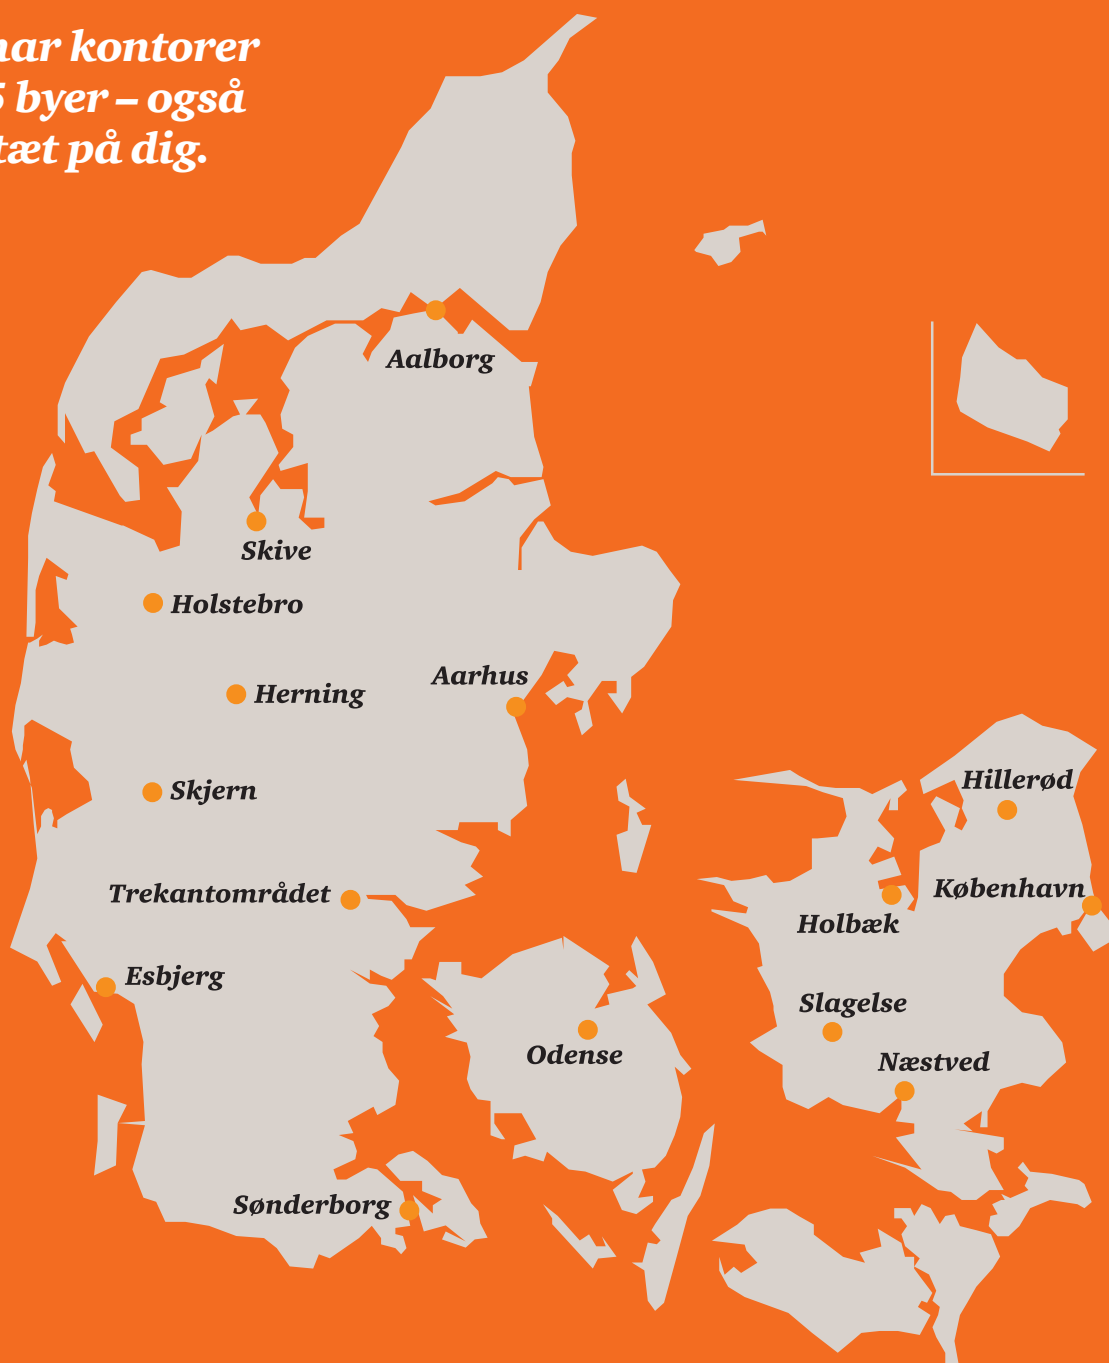 har kontorer
5 byer – også
tæt på dig.
Aalborg
Skive
Holstebro
Aarhus
Herning
Hillerød
Skjern
Trekantområdet
København
Holbæk
Esbjerg
Slagelse
Odense
Næstved
Sønderborg